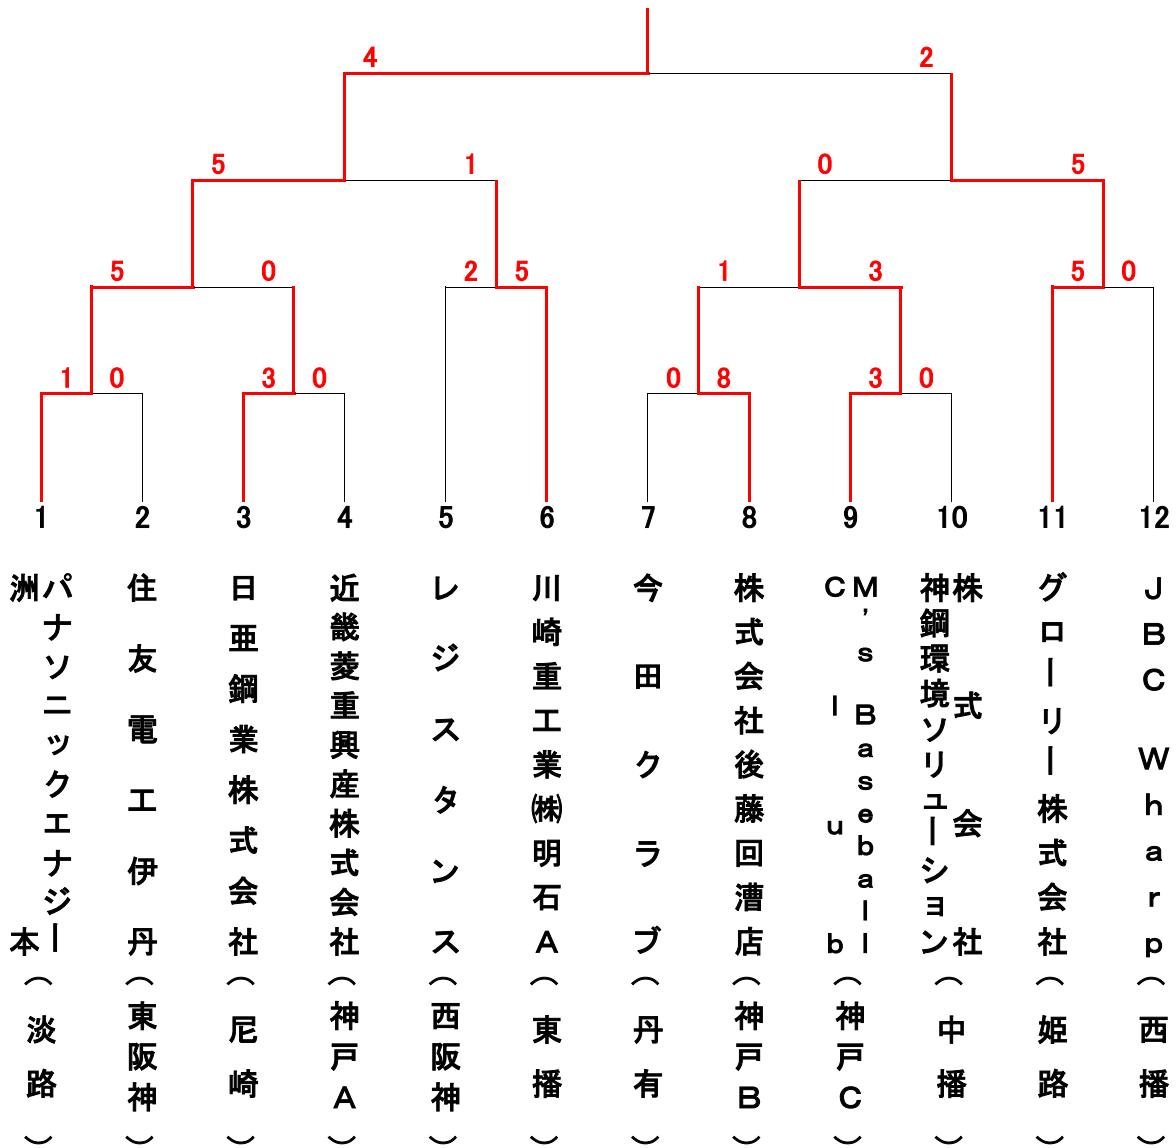 4 2
5 1 0 5
5 0 2 5 1 3 5 0
1 0 3 0 0 8 3 0
1 2 3 4 5 6 7 8 9 10 11 12
パナソニックエナジー
洲本
(淡路)
住友電工伊丹
(東阪神)
日亜鋼業株式会社
(尼崎)
近畿菱重興産株式会社
(神戸A)
レジスタンス
(西阪神)
川崎重工業㈱明石A
(東播)
今田クラブ
(丹有)
株式会社後藤回漕店
(神戸B)
M's Baseball
Club
(神戸C)
株式会社
神鋼環境ソリューション
(中播)
グローリー株式会社
(姫路)
JBC Wharp
(西播)